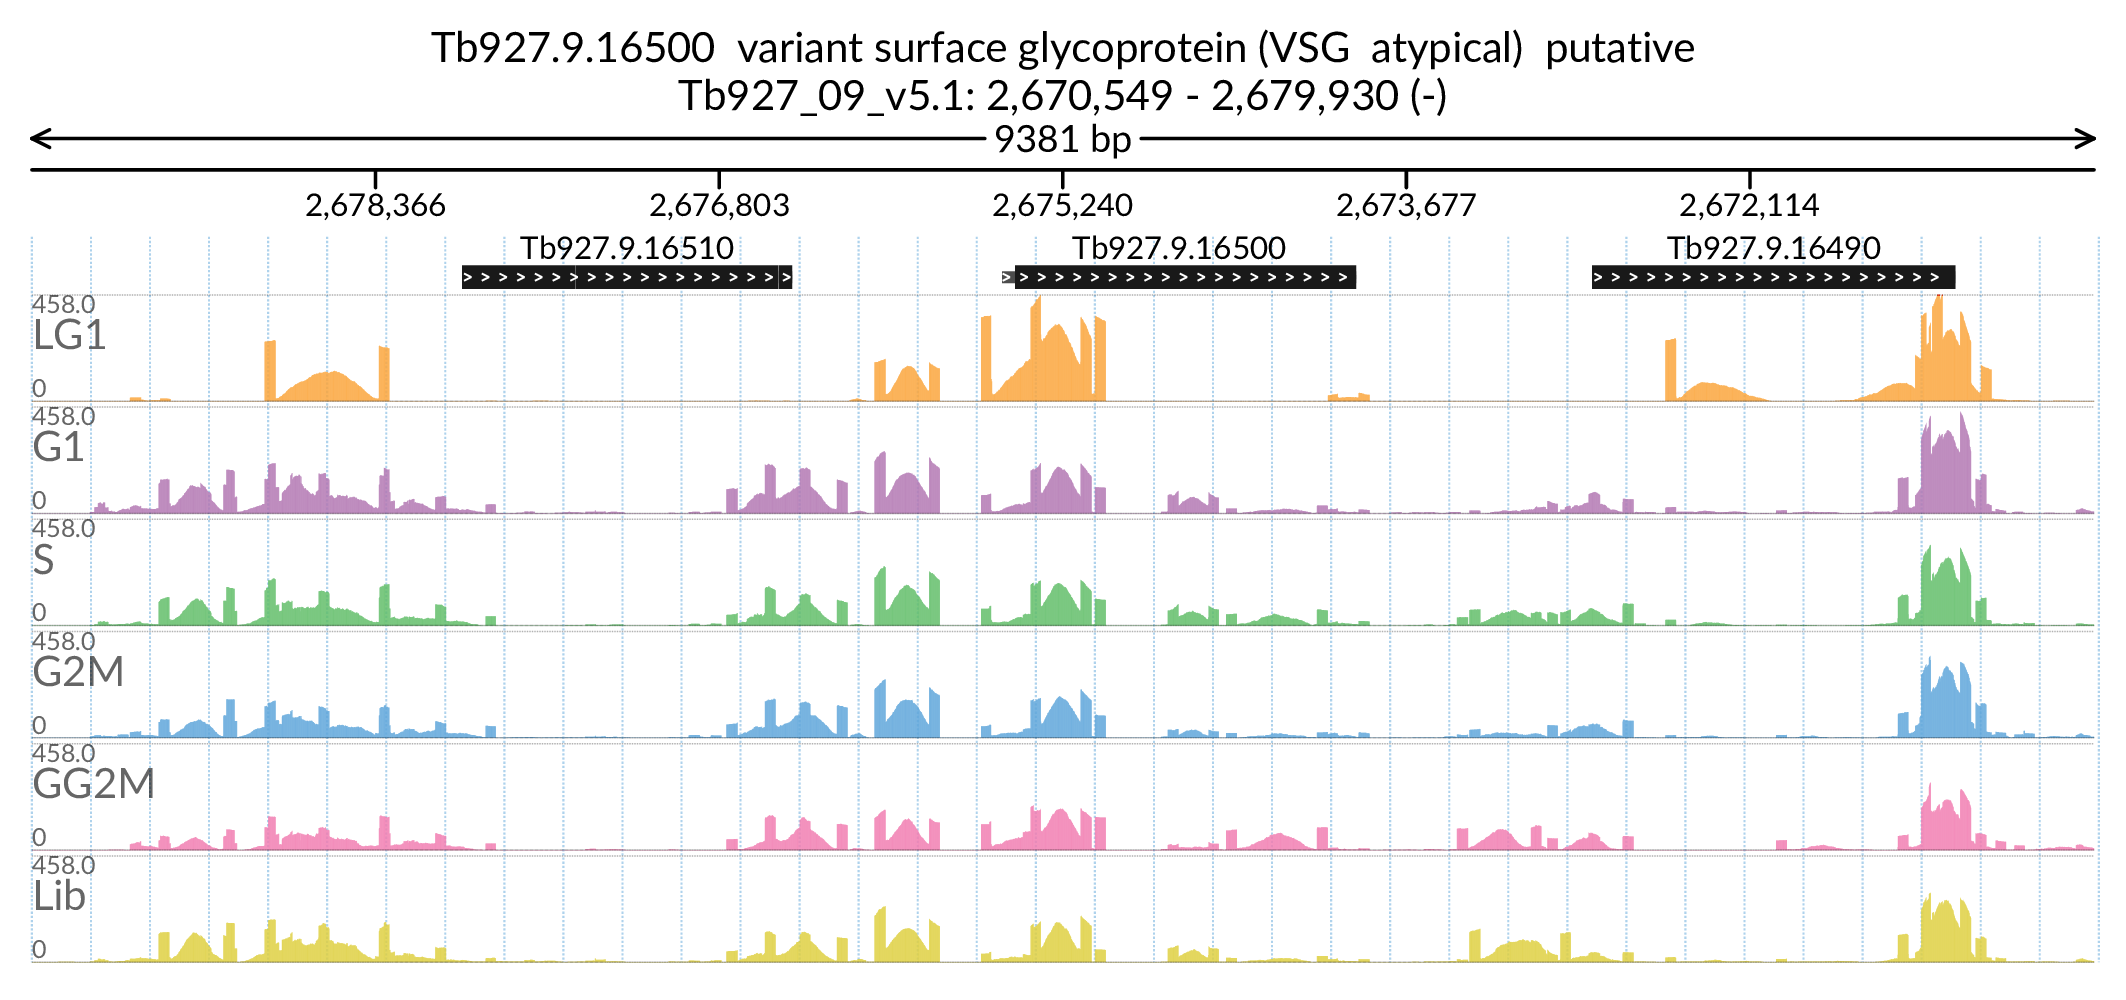 Tb927.9.16500 variant surface glycoprotein (VSG atypical) putative
Tb927_09_v5.1: 2,670,549 - 2,679,930 (-)
9381 bp
2,678,366 2,676,803 2,675,240 2,673,677 2,672,114
Tb927.9.16510 Tb927.9.16500 Tb927.9.16490
458.0
LG1
0
458.0
G1
0
458.0
S
0
458.0
G2M
0
458.0
GG2M
0
458.0
Lib
0